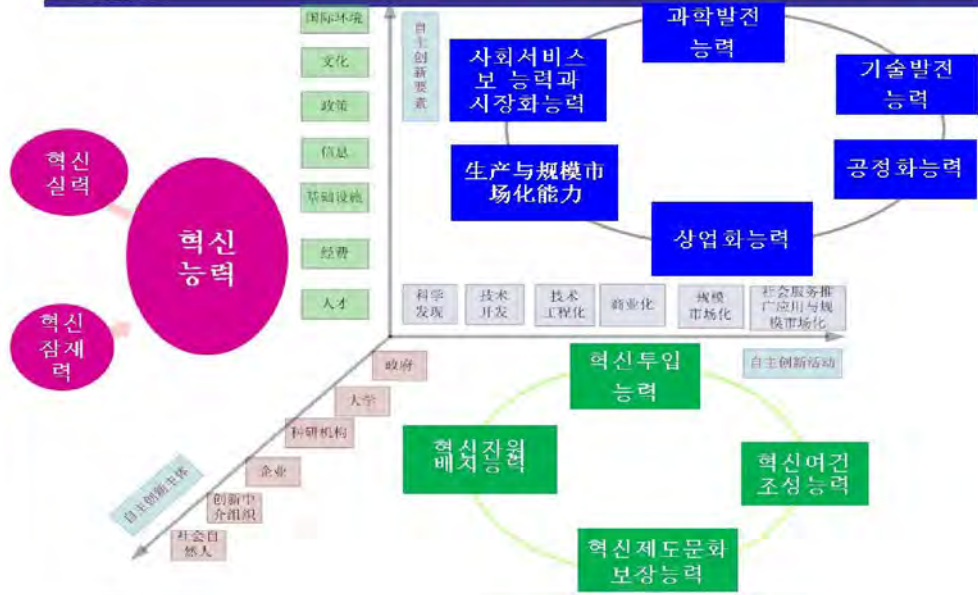 国际环境
文化
政策
信息
基础设施
经费
人才
自主创新要素
혁신
실력
혁신
능력
혁신
잠재
력
과학발전
능력
사회서비스
보 능력과
시장화능력
기술발전
능력
生产与规模市
场化能力
공정화능력
상업화능력
科学
发现
技术
开发
技术
工程化
商业化
规模
市场化
社会服务推
广应用与规
模市场化
自主创新活动
政府
大学
科研机构
企业
创新中
介组织
社会自
然人
自主创新主体
혁신투입
능력
혁신자원
배치능력
혁신여건
조성능력
혁신제도문화
보장능력